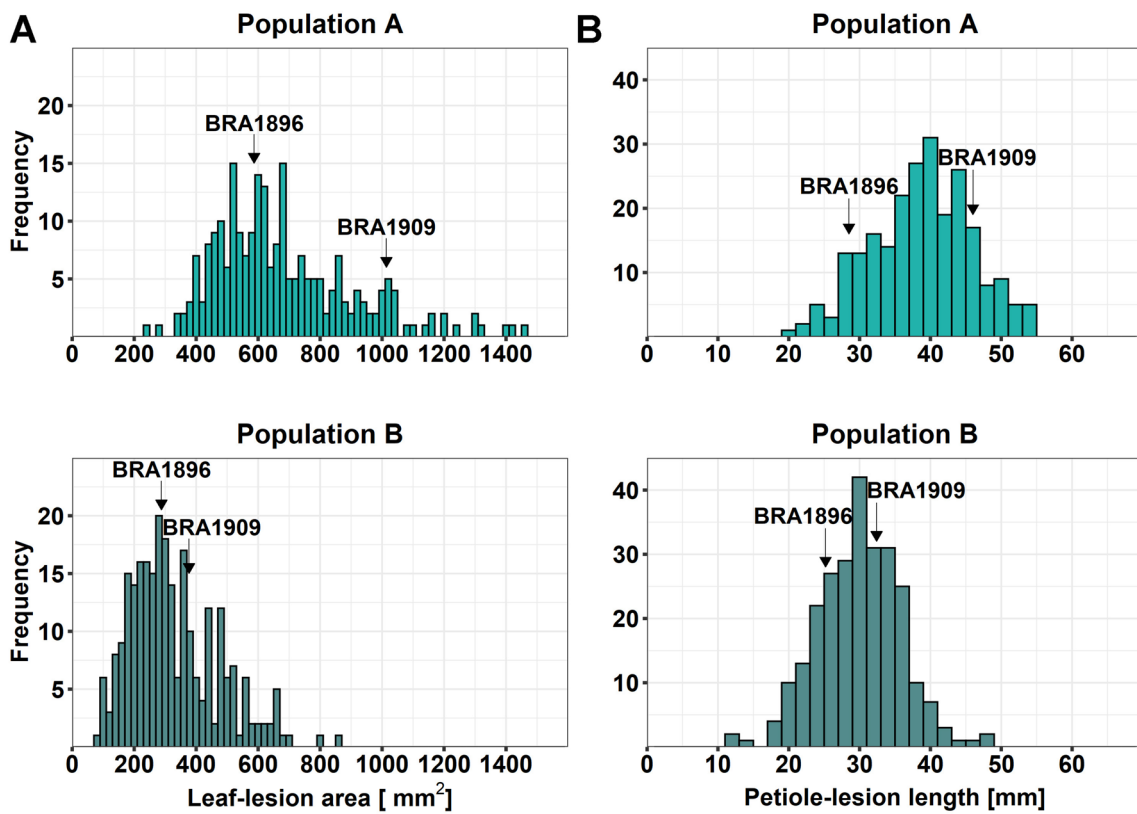 A
Population A
Frequency
20
15
10
5
BRA1896
BRA1909
0 200 400 600 800 1000 1200 1400
B
Population A
40
30
20
10
BRA1896
BRA1909
0 10 20 30 40 50 60
Population B
Frequency
20
15
10
5
BRA1896
BRA1909
0 200 400 600 800 1000 1200 1400
Leaf-lesion area [ mm²]
Population B
40
30
20
10
BRA1909
BRA1896
0 10 20 30 40 50 60
Petiole-lesion length [mm]